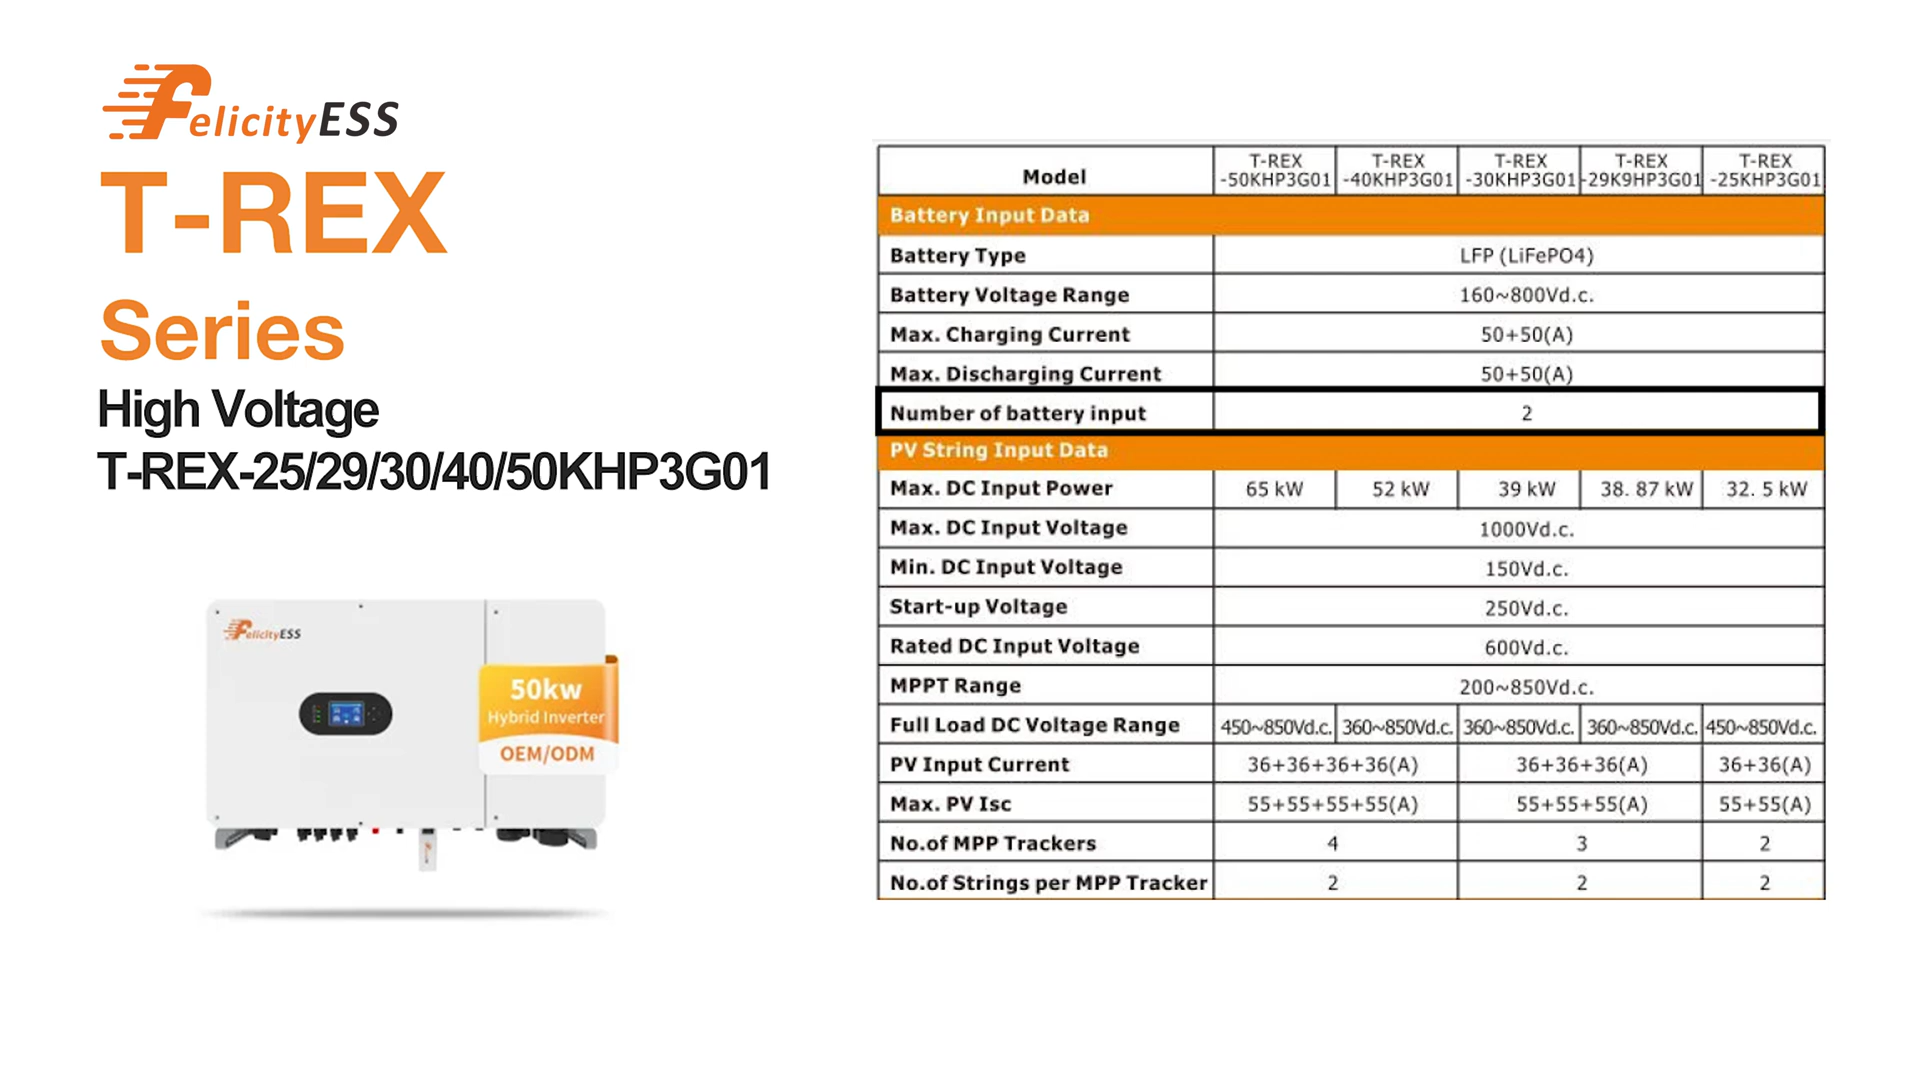 felicityESS
T-REX
Series
High Voltage
T-REX-25/29/30/40/50KHP3G01
felicityESS
50kw
Hybrid Inverter
OEM/ODM
Model T-REX -50KHP3G01 T-REX -40KHP3G01 T-REX -30KHP3G01 T-REX -29K9HP3G01 T-REX -25KHP3G01
Battery Input Data
Battery Type LFP (LiFePO4)
Battery Voltage Range 160~800Vd.c.
Max. Charging Current 50+50(A)
Max. Discharging Current 50+50(A)
Number of battery input 2
PV String Input Data
Max. DC Input Power 65 kW 52 kW 39 kW 38. 87 kW 32. 5 kW
Max. DC Input Voltage 1000Vd.c.
Min. DC Input Voltage 150Vd.c.
Start-up Voltage 250Vd.c.
Rated DC Input Voltage 600Vd.c.
MPPT Range 200~850Vd.c.
Full Load DC Voltage Range 450~850Vd.c. 360~850Vd.c. 360~850Vd.c. 360~850Vd.c. 450~850Vd.c.
PV Input Current 36+36+36+36(A) 36+36+36(A) 36+36(A)
Max. PV Isc 55+55+55+55(A) 55+55+55(A) 55+55(A)
No.of MPP Trackers 4 3 2
No.of Strings per MPP Tracker 2 2 2